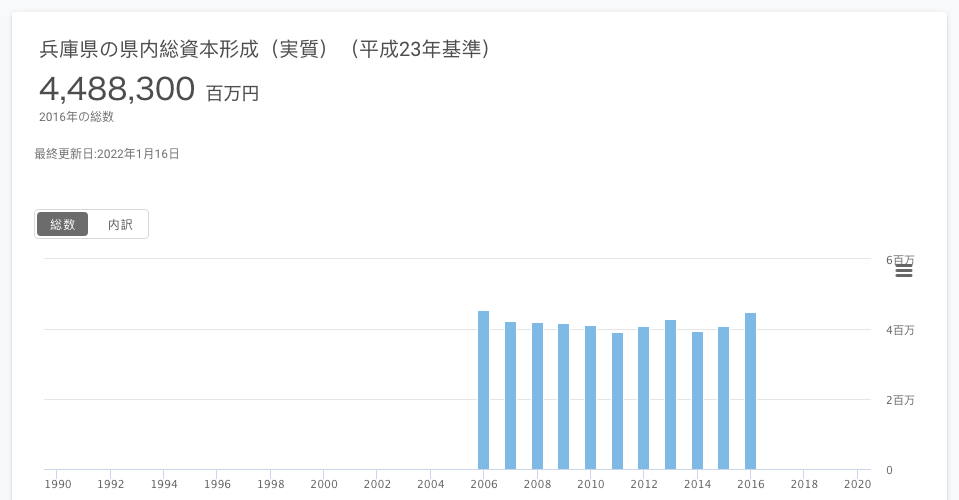 兵庫県の県内総資本形成（実質）（平成23年基準）
4,488,300 百万円
2016年の総数
最終更新日:2022年1月16日
総数 内訳
6百万
4百万
2百万
0
1990 1992 1994 1996 1998 2000 2002 2004 2006 2008 2010 2012 2014 2016 2018 2020